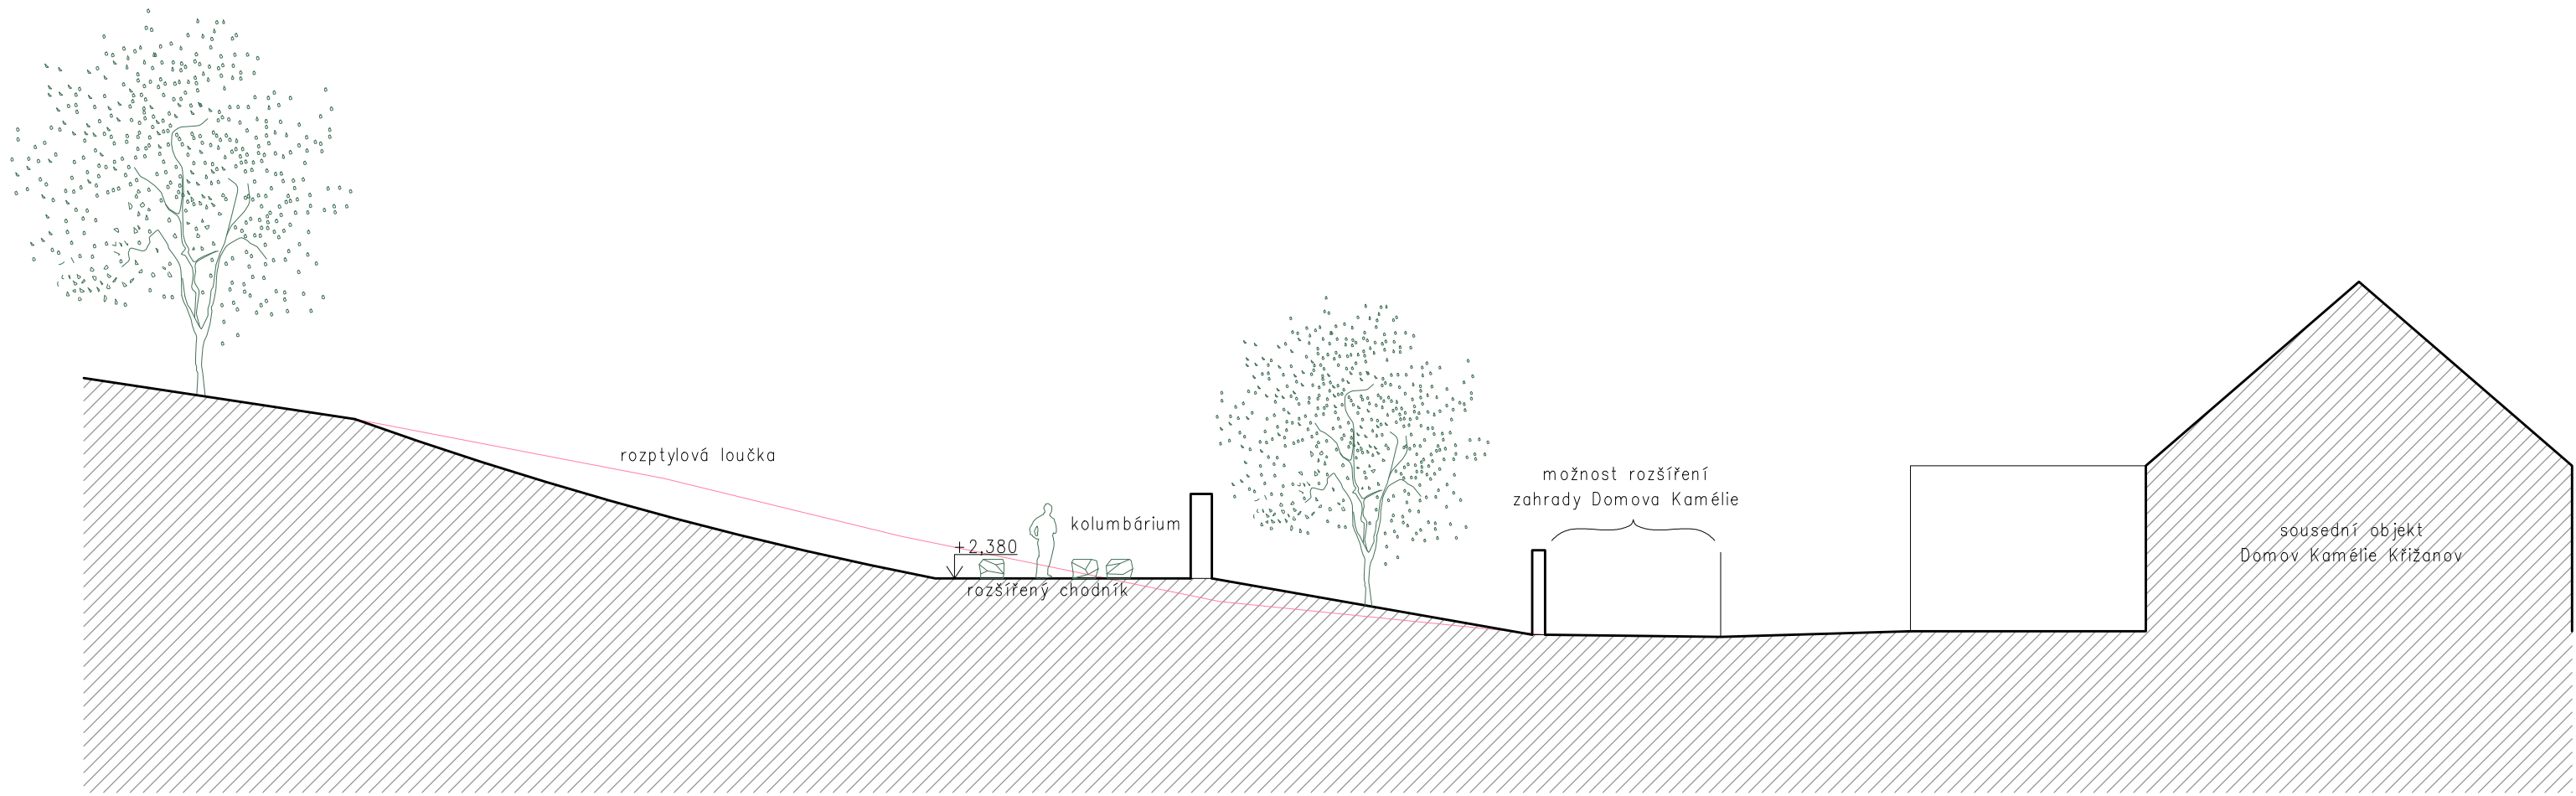 rozptylová loučka
+2,380
kolumbárium
rozšířený chodník
možnost rozšíření
zahrady Domova Kamélie
sousední objekt
Domov Kamélie Křižanov